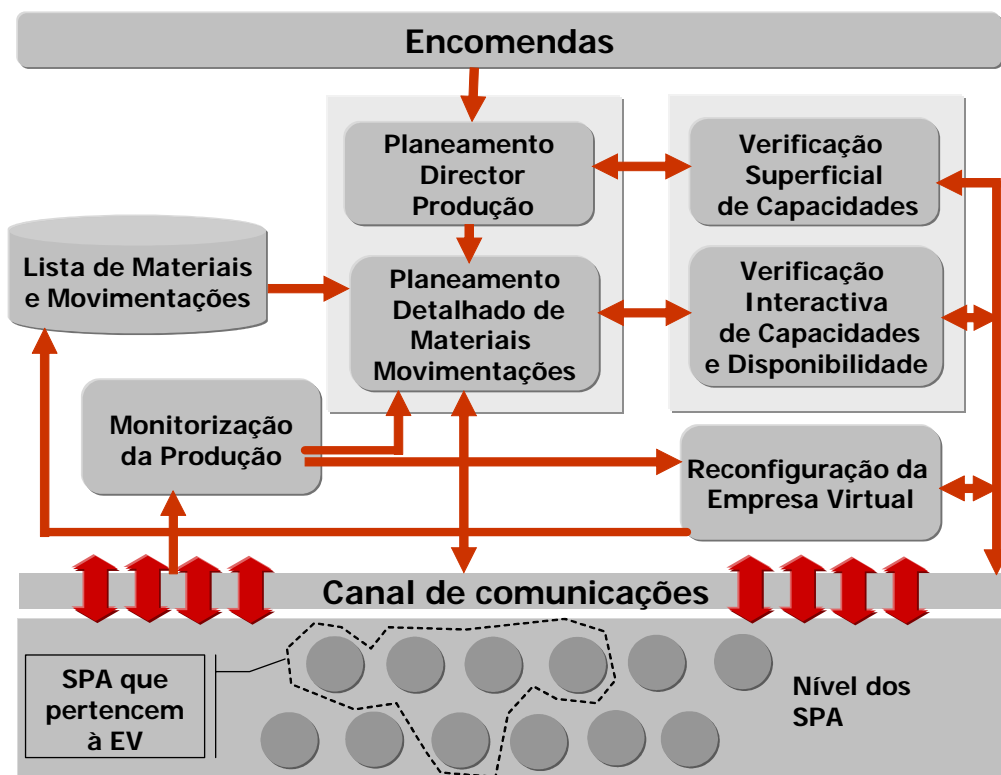 Encomendas
Planeamento
Director
Produção
Verificação
Superficial
de Capacidades
Lista de Materiais
e Movimentações
Planeamento
Detalhado de
Materiais
Movimentações
Verificação
Interactiva
de Capacidades
e Disponibilidade
Monitorização
da Produção
Reconfiguração da
Empresa Virtual
Canal de comunicações
SPA que
pertencem
à EV
Nível dos
SPA